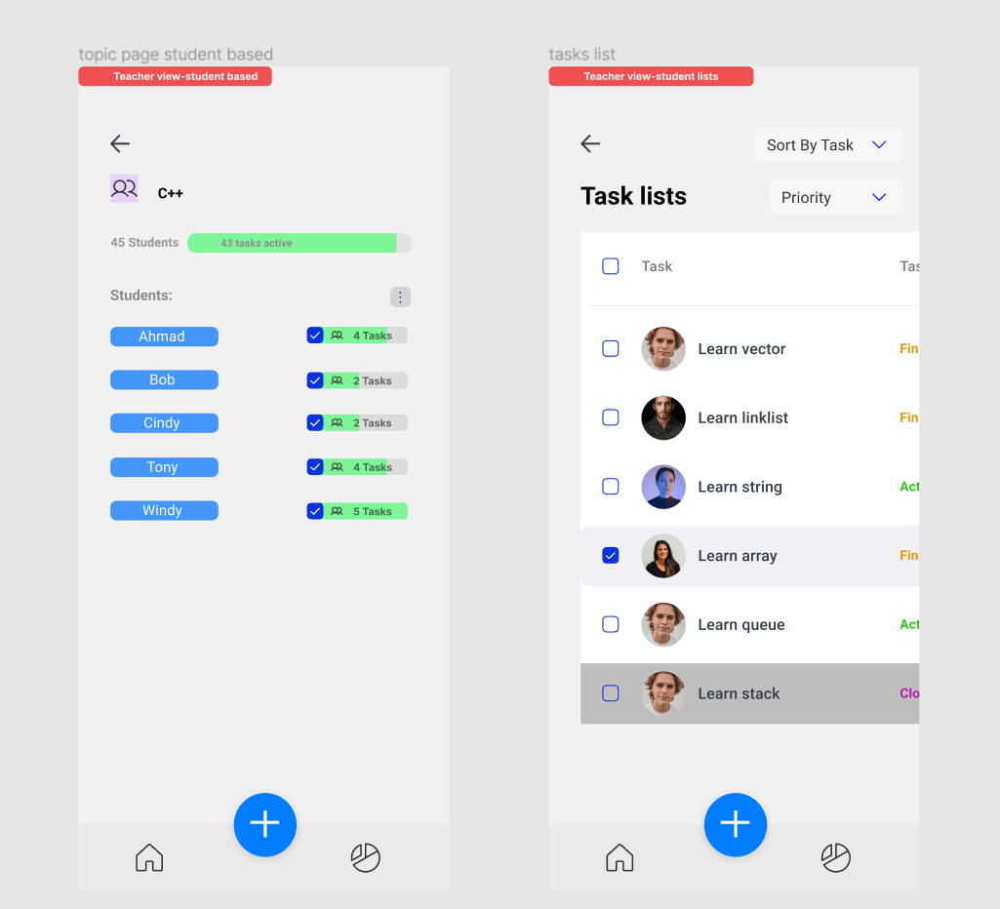 topic page student based
Teacher view-student based
C++
45 Students
43 tasks active
Students:
Ahmad
4 Tasks
Bob
2 Tasks
Cindy
2 Tasks
Tony
4 Tasks
Windy
5 Tasks
tasks list
Teacher view-student lists
Sort By Task
Task lists
Priority
Task
Tas
Learn vector
Fin
Learn linklist
Fin
Learn string
Act
Learn array
Fin
Learn queue
Act
Learn stack
Clo